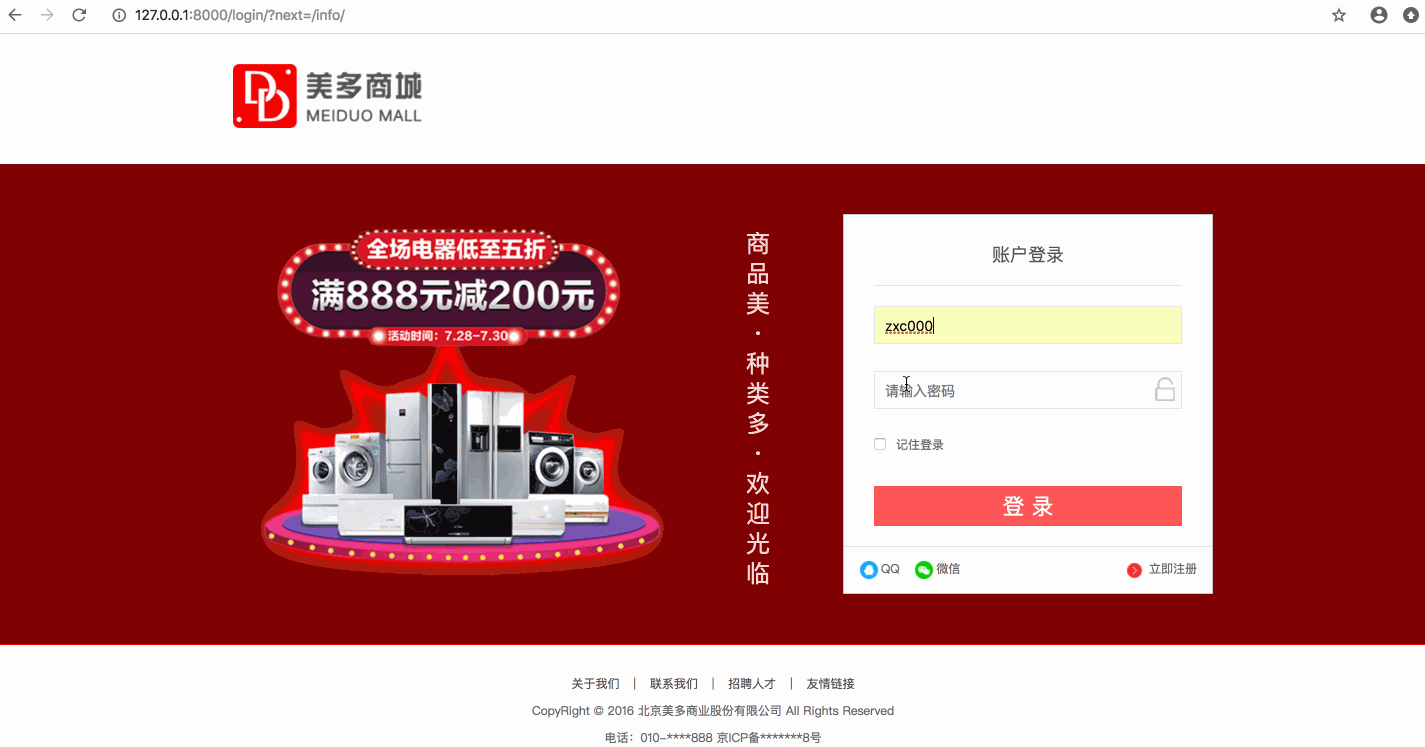 127.0.0.1:8000/login/?next=/info/
美多商城
MEIDUO MALL
全场电器低至五折
满888元减200元
活动时间：7.28-7.30
商品美·种类多·欢迎光临
账户登录
zxc000
请输入密码
记住登录
登 录
QQ 微信 立即注册
关于我们 | 联系我们 | 招聘人才 | 友情链接
CopyRight © 2016 北京美多商业股份有限公司 All Rights Reserved
电话：010-****888 京ICP备*******8号